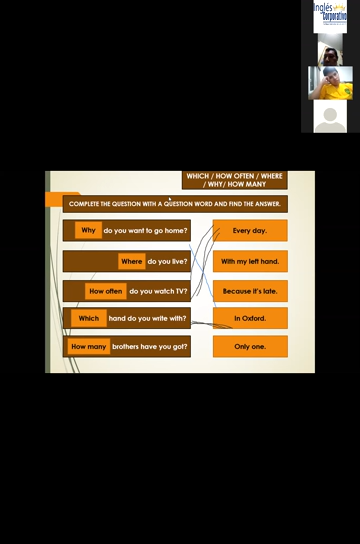 Inglés
Corporativo
WHICH / HOW OFTEN / WHERE
/ WHY/ HOW MANY
COMPLETE THE QUESTION WITH A QUESTION WORD AND FIND THE ANSWER.
Why do you want to go home?
Every day.
Where do you live?
With my left hand.
How often do you watch TV?
Because it's late.
Which hand do you write with?
In Oxford.
How many brothers have you got?
Only one.